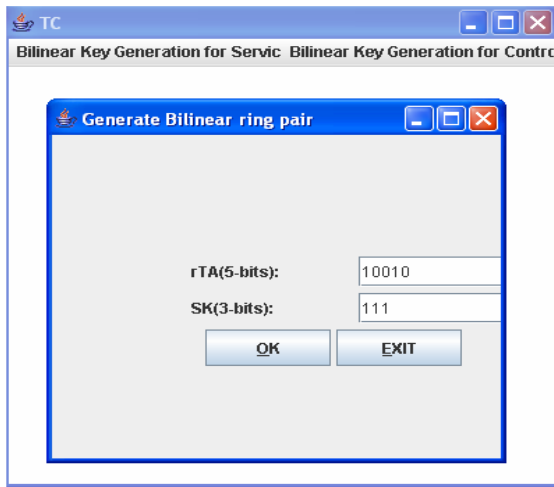 TC
Bilinear Key Generation for Servic Bilinear Key Generation for Contro
Generate Bilinear ring pair
rTA(5-bits): 10010
SK(3-bits): 111
OK EXIT